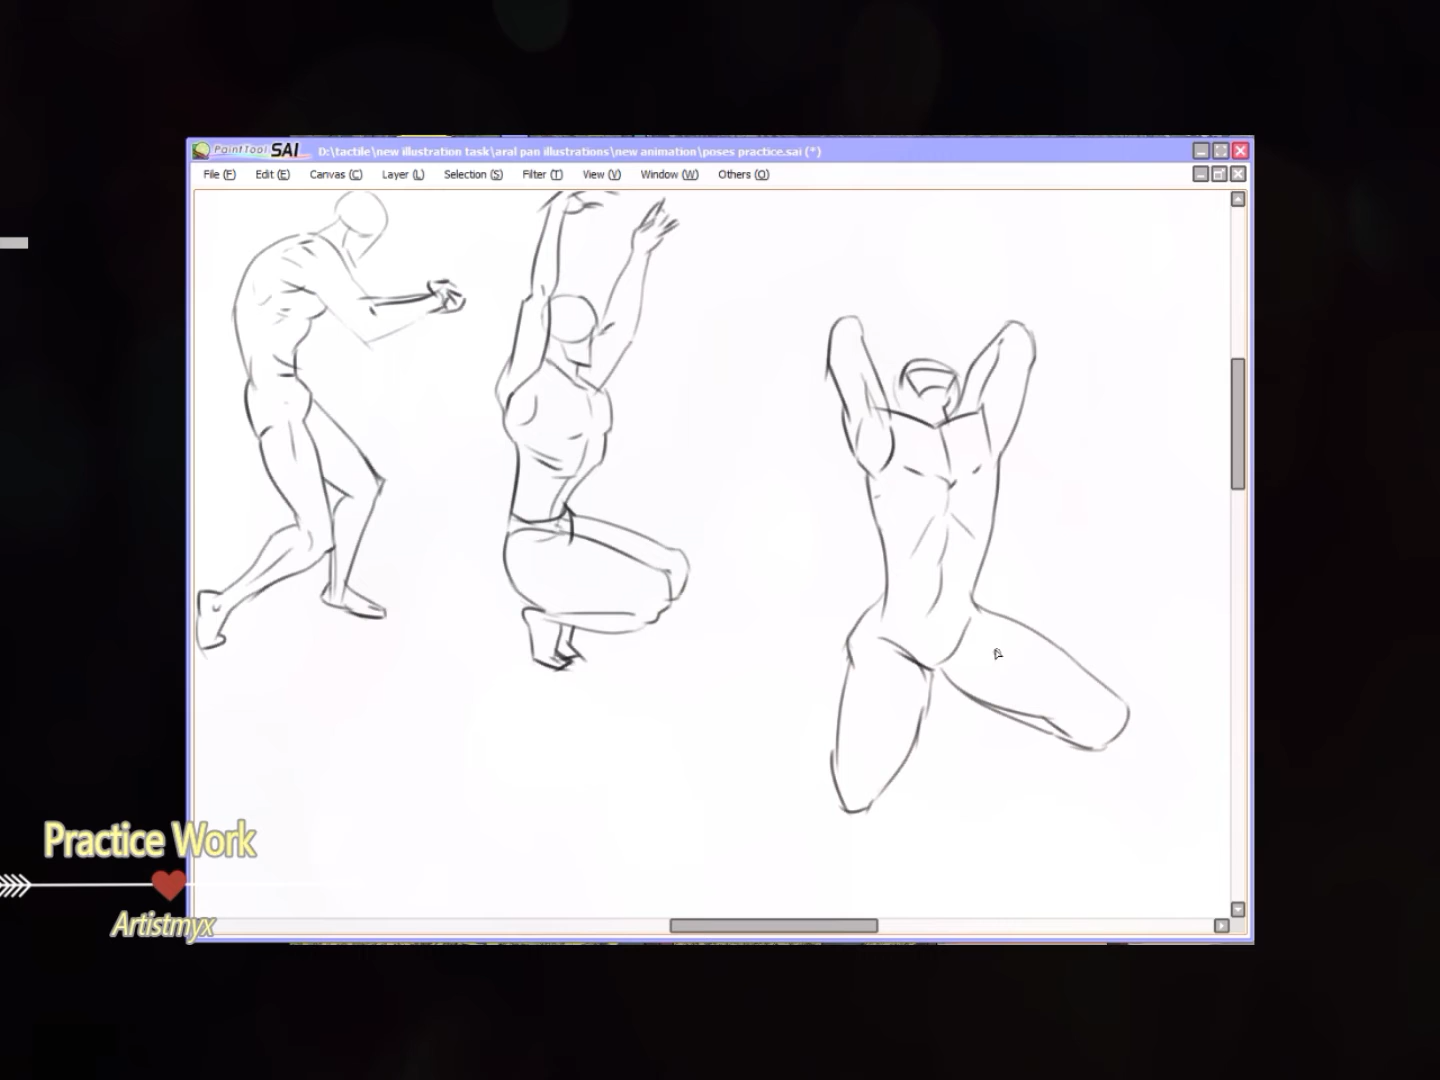 PaintTool SAI D:\tactile\new illustration task\aral pan illustrations\new animation\poses practice.sai (*)
File (F) Edit (E) Canvas (C) Layer (L) Selection (S) Filter (T) View (V) Window (W) Others (O)
Practice Work
Artistmyx